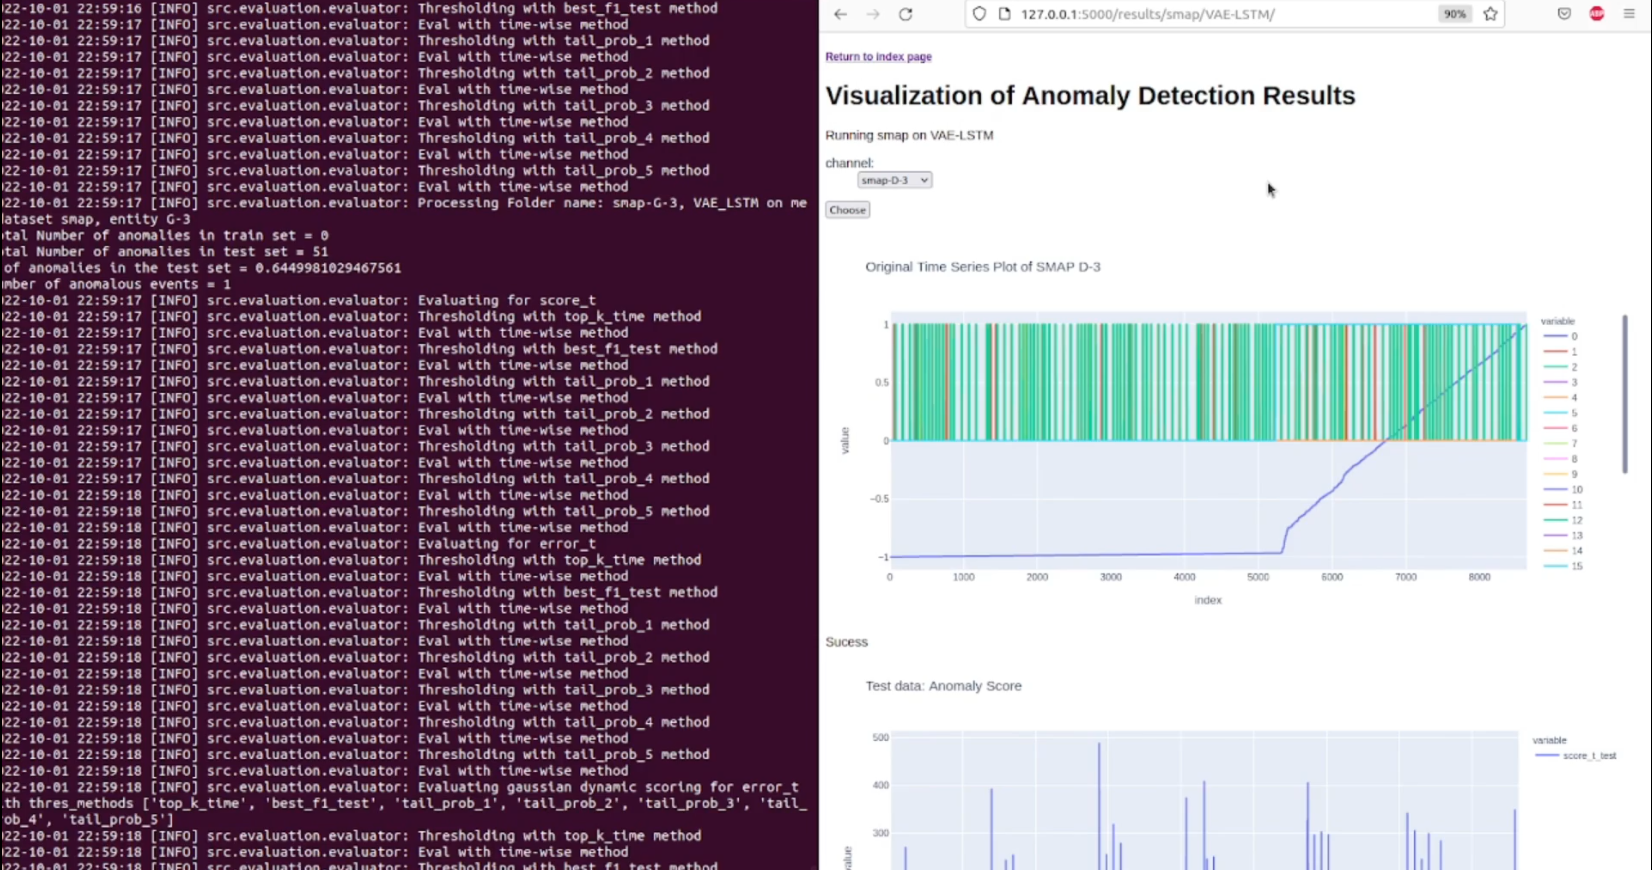 22-10-01 22:59:16 [INFO] src.evaluation.evaluator: Thresholding with best_f1_test method
22-10-01 22:59:17 [INFO] src.evaluation.evaluator: Eval with time-wise method
22-10-01 22:59:17 [INFO] src.evaluation.evaluator: Thresholding with tail_prob_1 method
22-10-01 22:59:17 [INFO] src.evaluation.evaluator: Eval with time-wise method
22-10-01 22:59:17 [INFO] src.evaluation.evaluator: Thresholding with tail_prob_2 method
22-10-01 22:59:17 [INFO] src.evaluation.evaluator: Eval with time-wise method
22-10-01 22:59:17 [INFO] src.evaluation.evaluator: Thresholding with tail_prob_3 method
22-10-01 22:59:17 [INFO] src.evaluation.evaluator: Eval with time-wise method
22-10-01 22:59:17 [INFO] src.evaluation.evaluator: Thresholding with tail_prob_4 method
22-10-01 22:59:17 [INFO] src.evaluation.evaluator: Eval with time-wise method
22-10-01 22:59:17 [INFO] src.evaluation.evaluator: Thresholding with tail_prob_5 method
22-10-01 22:59:17 [INFO] src.evaluation.evaluator: Eval with time-wise method
22-10-01 22:59:17 [INFO] src.evaluation.evaluator: Processing Folder name: smap-G-3, VAE_LSTM on me
ataset smap, entity G-3
otal Number of anomalies in train set = 0
otal Number of anomalies in test set = 51
of anomalies in the test set = 0.6449981029467561
umber of anomalous events = 1
22-10-01 22:59:17 [INFO] src.evaluation.evaluator: Evaluating for score_t
22-10-01 22:59:17 [INFO] src.evaluation.evaluator: Thresholding with top_k_time method
22-10-01 22:59:17 [INFO] src.evaluation.evaluator: Eval with time-wise method
22-10-01 22:59:17 [INFO] src.evaluation.evaluator: Thresholding with best_f1_test method
22-10-01 22:59:17 [INFO] src.evaluation.evaluator: Eval with time-wise method
22-10-01 22:59:17 [INFO] src.evaluation.evaluator: Thresholding with tail_prob_1 method
22-10-01 22:59:17 [INFO] src.evaluation.evaluator: Eval with time-wise method
22-10-01 22:59:17 [INFO] src.evaluation.evaluator: Thresholding with tail_prob_2 method
22-10-01 22:59:17 [INFO] src.evaluation.evaluator: Eval with time-wise method
22-10-01 22:59:17 [INFO] src.evaluation.evaluator: Thresholding with tail_prob_3 method
22-10-01 22:59:17 [INFO] src.evaluation.evaluator: Eval with time-wise method
22-10-01 22:59:17 [INFO] src.evaluation.evaluator: Thresholding with tail_prob_4 method
22-10-01 22:59:18 [INFO] src.evaluation.evaluator: Eval with time-wise method
22-10-01 22:59:18 [INFO] src.evaluation.evaluator: Thresholding with tail_prob_5 method
22-10-01 22:59:18 [INFO] src.evaluation.evaluator: Eval with time-wise method
22-10-01 22:59:18 [INFO] src.evaluation.evaluator: Evaluating for error_t
22-10-01 22:59:18 [INFO] src.evaluation.evaluator: Thresholding with top_k_time method
22-10-01 22:59:18 [INFO] src.evaluation.evaluator: Eval with time-wise method
22-10-01 22:59:18 [INFO] src.evaluation.evaluator: Thresholding with best_f1_test method
22-10-01 22:59:18 [INFO] src.evaluation.evaluator: Eval with time-wise method
22-10-01 22:59:18 [INFO] src.evaluation.evaluator: Thresholding with tail_prob_1 method
22-10-01 22:59:18 [INFO] src.evaluation.evaluator: Eval with time-wise method
22-10-01 22:59:18 [INFO] src.evaluation.evaluator: Thresholding with tail_prob_2 method
22-10-01 22:59:18 [INFO] src.evaluation.evaluator: Eval with time-wise method
22-10-01 22:59:18 [INFO] src.evaluation.evaluator: Thresholding with tail_prob_3 method
22-10-01 22:59:18 [INFO] src.evaluation.evaluator: Eval with time-wise method
22-10-01 22:59:18 [INFO] src.evaluation.evaluator: Thresholding with tail_prob_4 method
22-10-01 22:59:18 [INFO] src.evaluation.evaluator: Eval with time-wise method
22-10-01 22:59:18 [INFO] src.evaluation.evaluator: Thresholding with tail_prob_5 method
22-10-01 22:59:18 [INFO] src.evaluation.evaluator: Eval with time-wise method
22-10-01 22:59:18 [INFO] src.evaluation.evaluator: Evaluating gaussian dynamic scoring for error_t
ith thres_methods ['top_k_time', 'best_f1_test', 'tail_prob_1', 'tail_prob_2', 'tail_prob_3', 'tail_
rob_4', 'tail_prob_5']
22-10-01 22:59:18 [INFO] src.evaluation.evaluator: Thresholding with top_k_time method
22-10-01 22:59:18 [INFO] src.evaluation.evaluator: Eval with time-wise method
22-10-01 22:59:18 [INFO] src.evaluation.evaluator: Thresholding with best_f1_test method
127.0.0.1:5000/results/smap/VAE-LSTM/
90%
ABP
Return to index page
Visualization of Anomaly Detection Results
Running smap on VAE-LSTM
channel:
smap-D-3
Choose
Original Time Series Plot of SMAP D-3
1
0.5
0
−0.5
−1
value
0 1000 2000 3000 4000 5000 6000 7000 8000
index
variable
0
1
2
3
4
5
6
7
8
9
10
11
12
13
14
15
Sucess
Test data: Anomaly Score
500
400
300
value
variable
score_t_test